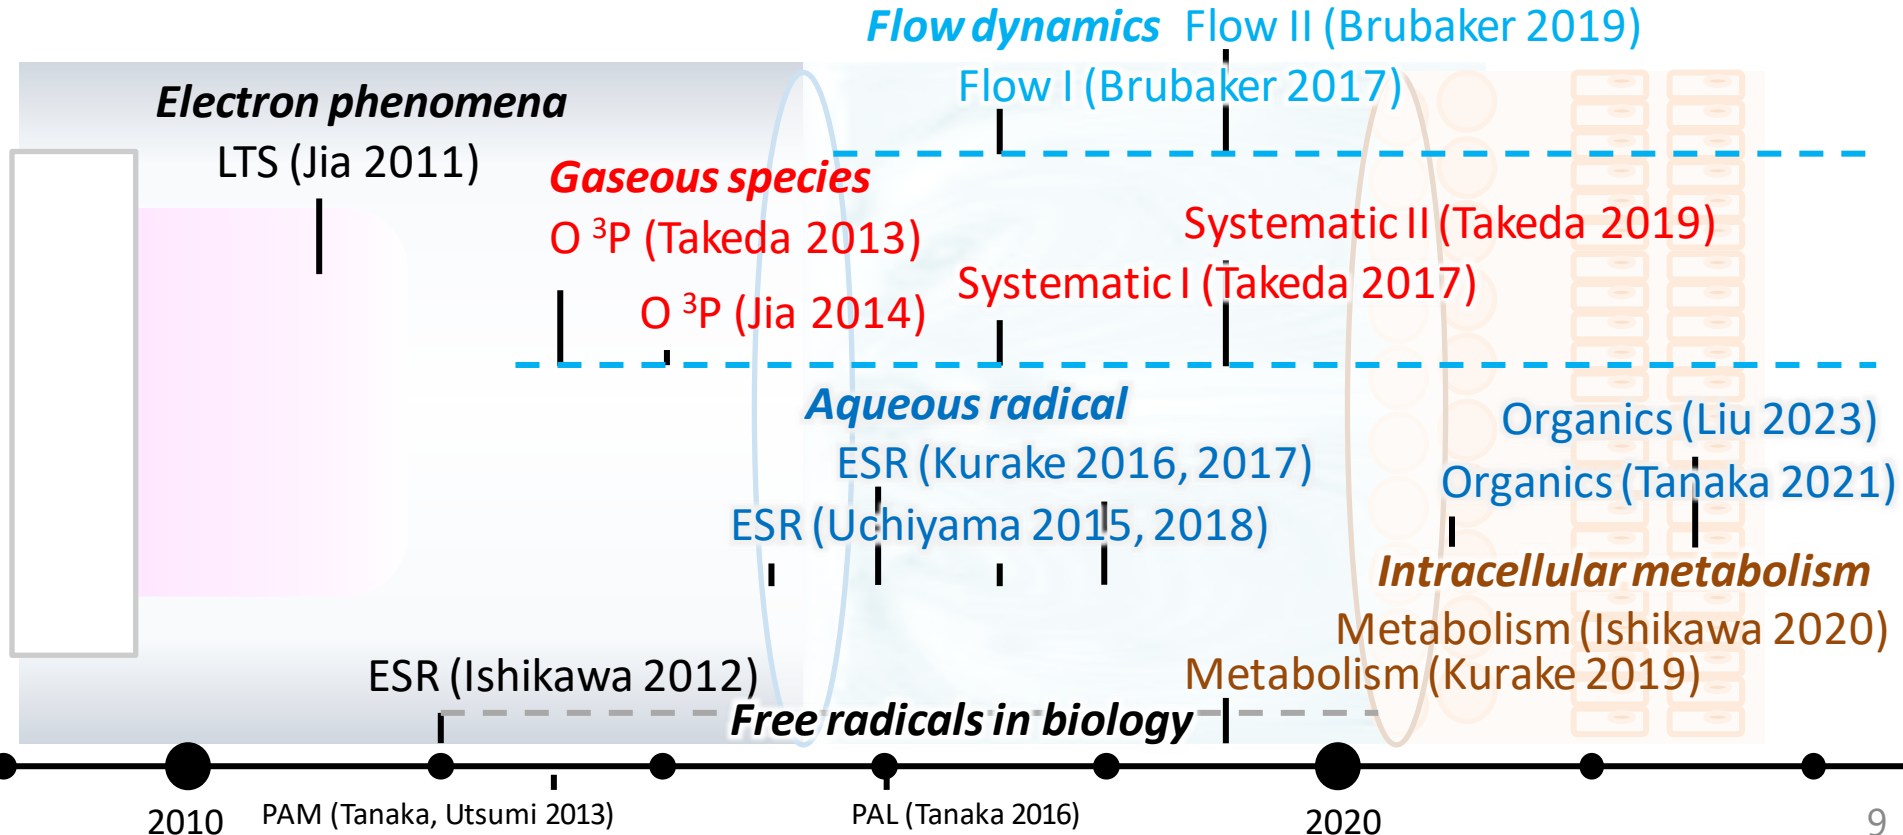 Flow dynamics Flow II (Brubaker 2019)
Flow I (Brubaker 2017)
Electron phenomena
LTS (Jia 2011)
Gaseous species
O ³P (Takeda 2013)
O ³P (Jia 2014)
Systematic II (Takeda 2019)
Systematic I (Takeda 2017)
Aqueous radical
ESR (Kurake 2016, 2017)
ESR (Uchiyama 2015, 2018)
Organics (Liu 2023)
Organics (Tanaka 2021)
Intracellular metabolism
Metabolism (Ishikawa 2020)
Metabolism (Kurake 2019)
ESR (Ishikawa 2012)
Free radicals in biology
2010
PAM (Tanaka, Utsumi 2013)
PAL (Tanaka 2016)
2020
9